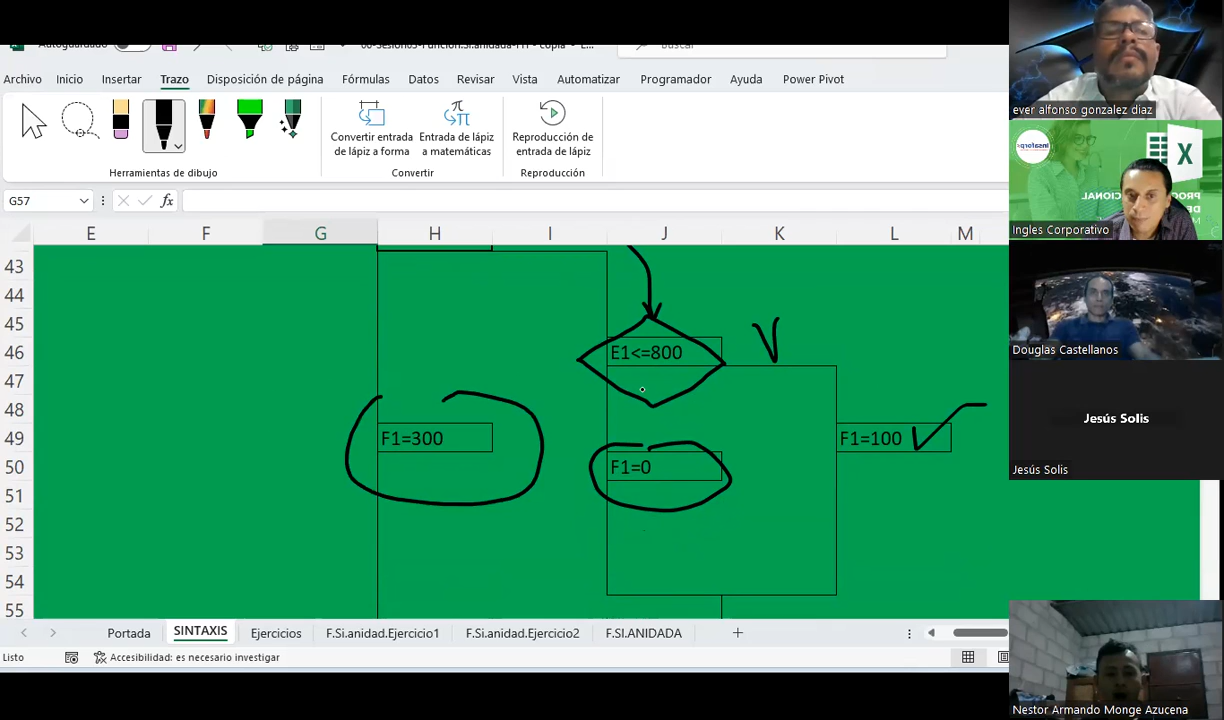 Autoguardado
00-Sesion03-Funcion.Si.anidada-FH - copia - E...
Buscar
Archivo Inicio Insertar Trazo Disposición de página Fórmulas Datos Revisar Vista Automatizar Programador Ayuda Power Pivot
Convertir entrada
de lápiz a forma
Entrada de lápiz
a matemáticas
Reproducción de
entrada de lápiz
Herramientas de dibujo
Convertir
Reproducción
G57
fx
E F G H I J K L M
43
44
45
V
46 E1<=800
47
48
49 F1=300 F1=100
50 F1=0
51
52
53
54
55
Portada SINTAXIS Ejercicios F.Si.anidad.Ejercicio1 F.Si.anidad.Ejercicio2 F.SI.ANIDADA
Listo
Accesibilidad: es necesario investigar
ever alfonso gonzalez diaz
Insaforp
X
Ingles Corporativo
Douglas Castellanos
Jesús Solis
Jesús Solis
Nestor Armando Monge Azucena